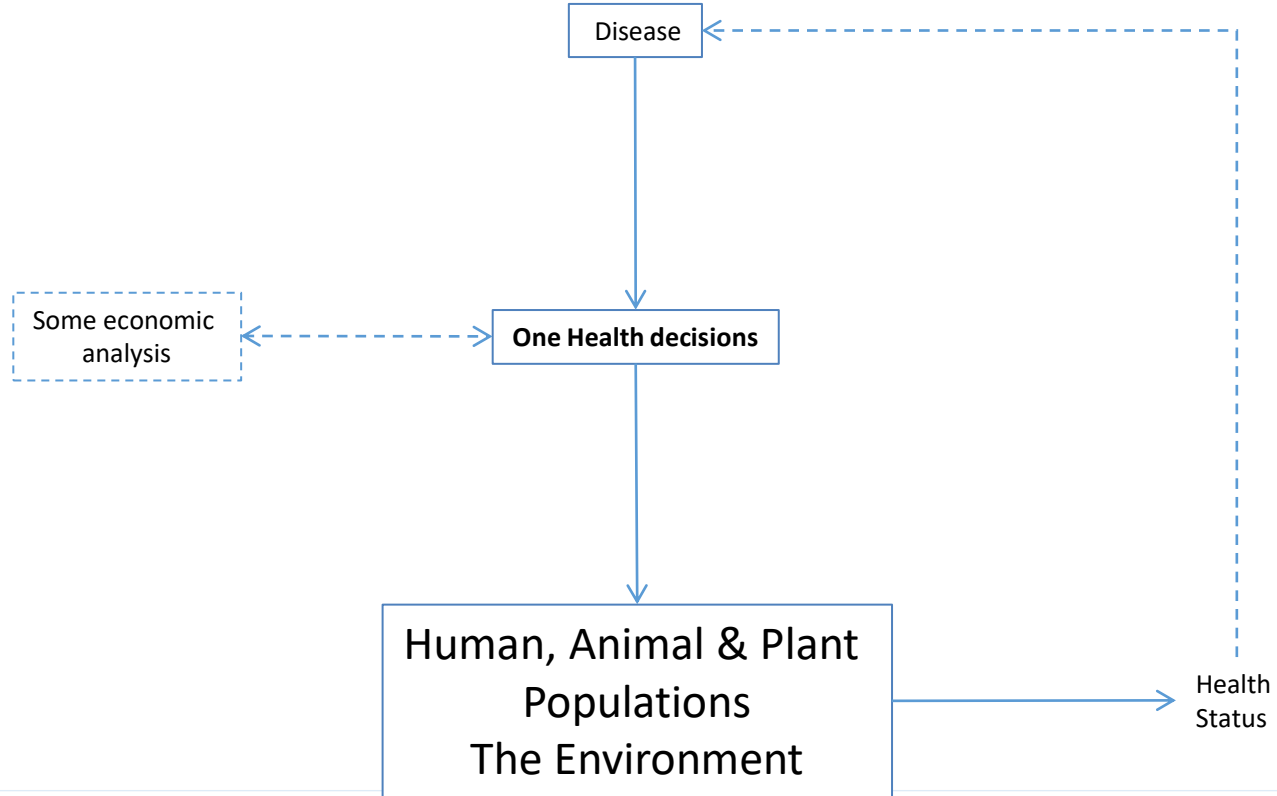 Disease
Some economic
analysis
One Health decisions
Human, Animal & Plant
Populations
The Environment
Health
Status